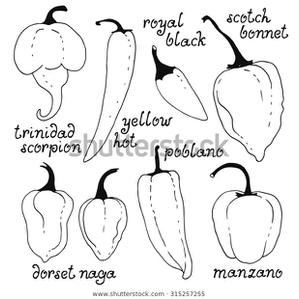 royal
black
scotch
bonnet
trinidad
scorpion
yellow
hot
shutterstock
poblano
dorset naga
manzano
www.shutterstock.com · 315257255